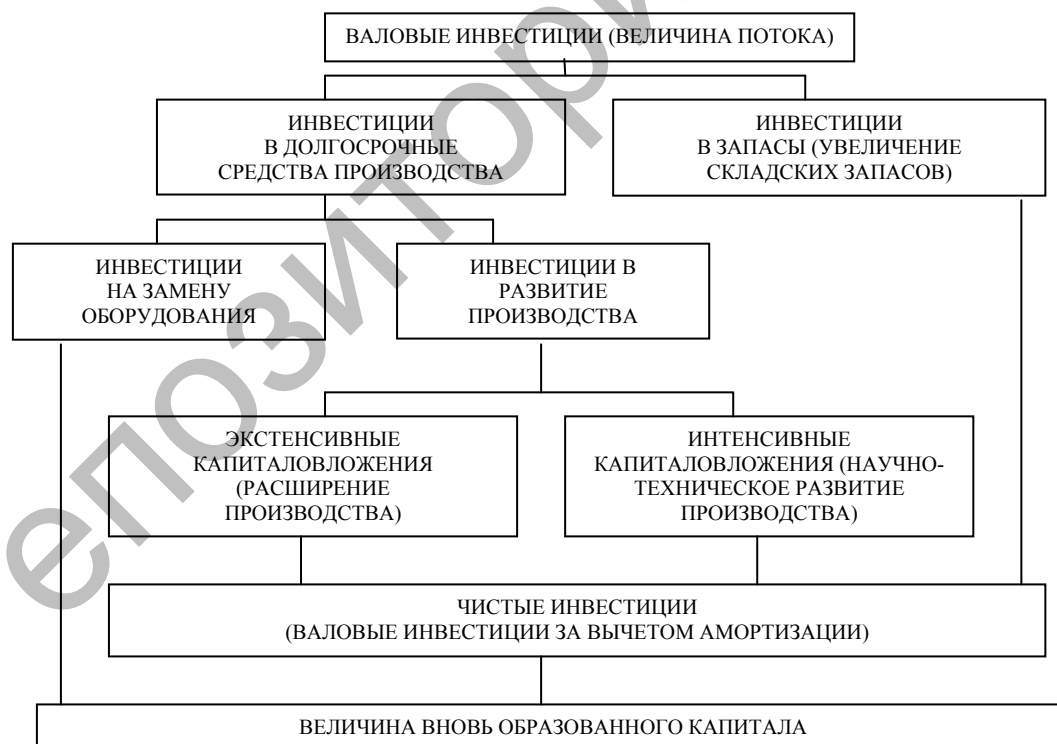 ВАЛОВЫЕ ИНВЕСТИЦИИ (ВЕЛИЧИНА ПОТОКА)
ИНВЕСТИЦИИ
В ДОЛГОСРОЧНЫЕ
СРЕДСТВА ПРОИЗВОДСТВА
ИНВЕСТИЦИИ
В ЗАПАСЫ (УВЕЛИЧЕНИЕ
СКЛАДСКИХ ЗАПАСОВ)
ИНВЕСТИЦИИ
НА ЗАМЕНУ
ОБОРУДОВАНИЯ
ИНВЕСТИЦИИ В
РАЗВИТИЕ
ПРОИЗВОДСТВА
ЭКСТЕНСИВНЫЕ
КАПИТАЛОВЛОЖЕНИЯ
(РАСШИРЕНИЕ
ПРОИЗВОДСТВА)
ИНТЕНСИВНЫЕ
КАПИТАЛОВЛОЖЕНИЯ (НАУЧНО-
ТЕХНИЧЕСКОЕ РАЗВИТИЕ
ПРОИЗВОДСТВА)
ЧИСТЫЕ ИНВЕСТИЦИИ
(ВАЛОВЫЕ ИНВЕСТИЦИИ ЗА ВЫЧЕТОМ АМОРТИЗАЦИИ)
ВЕЛИЧИНА ВНОВЬ ОБРАЗОВАННОГО КАПИТАЛА
епозитори